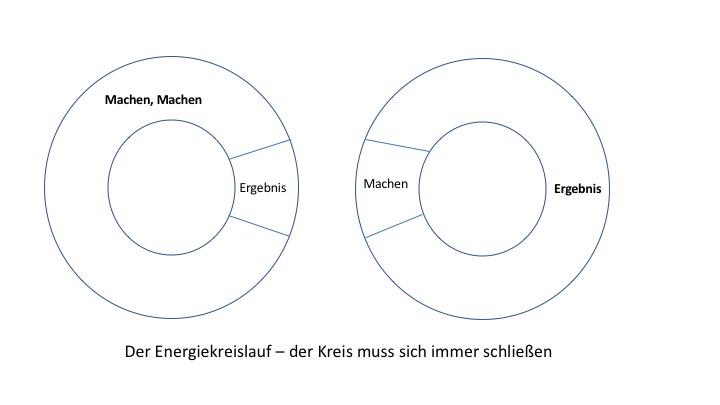 Machen, Machen
Ergebnis
Machen
Ergebnis
Der Energiekreislauf – der Kreis muss sich immer schließen